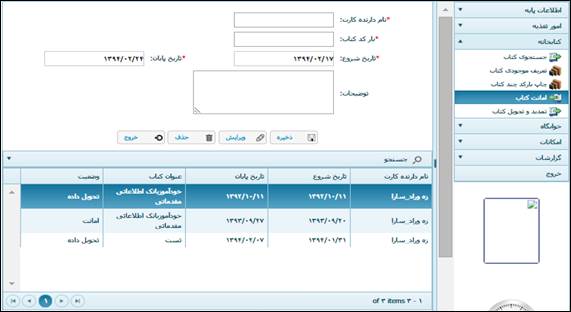 اطلاعات پایه
امور تغذیه
کتابخانه
جستجوی کتاب
تعریف موجودی کتاب
چاپ بارکد چند کتاب
امانت کتاب
تمدید و تحویل کتاب
خوابگاه
امکانات
گزارشات
خروج
*نام دارنده کارت:
*بار کد کتاب:
*تاریخ شروع: ۱۳۹۴/۰۲/۱۷ *تاریخ پایان: ۱۳۹۴/۰۲/۲۴
توضیحات:
ذخیره ویرایش حذف خروج
جستجو
نام دارنده کارت تاریخ شروع تاریخ پایان عنوان کتاب وضعیت
ره وراد_سارا ۱۳۹۲/۱۰/۱۱ ۱۳۹۲/۱۰/۱۱ خودآموزبانک اطلاعاتی مقدماتی تحویل داده
ره وراد_سارا ۱۳۹۳/۰۹/۲۰ ۱۳۹۳/۰۹/۲۷ خودآموزبانک اطلاعاتی مقدماتی امانت
ره وراد_سارا ۱۳۹۴/۰۱/۳۱ ۱۳۹۴/۰۲/۰۷ تست تحویل داده
۱
۱ - ۳ of ۳ items